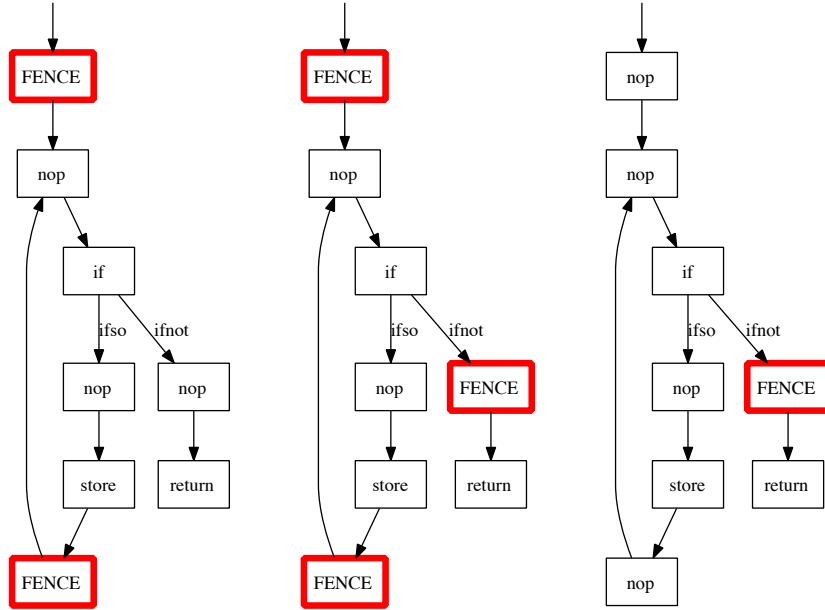 FENCE
nop
if
ifso
ifnot
nop
nop
store
return
FENCE
FENCE
nop
if
ifso
ifnot
nop
FENCE
store
return
FENCE
nop
nop
if
ifso
ifnot
nop
FENCE
store
return
nop